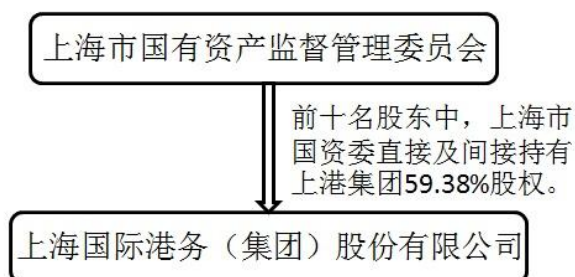 上海市国有资产监督管理委员会
前十名股东中，上海市
国资委直接及间接持有
上港集团59.38%股权。
上海国际港务（集团）股份有限公司